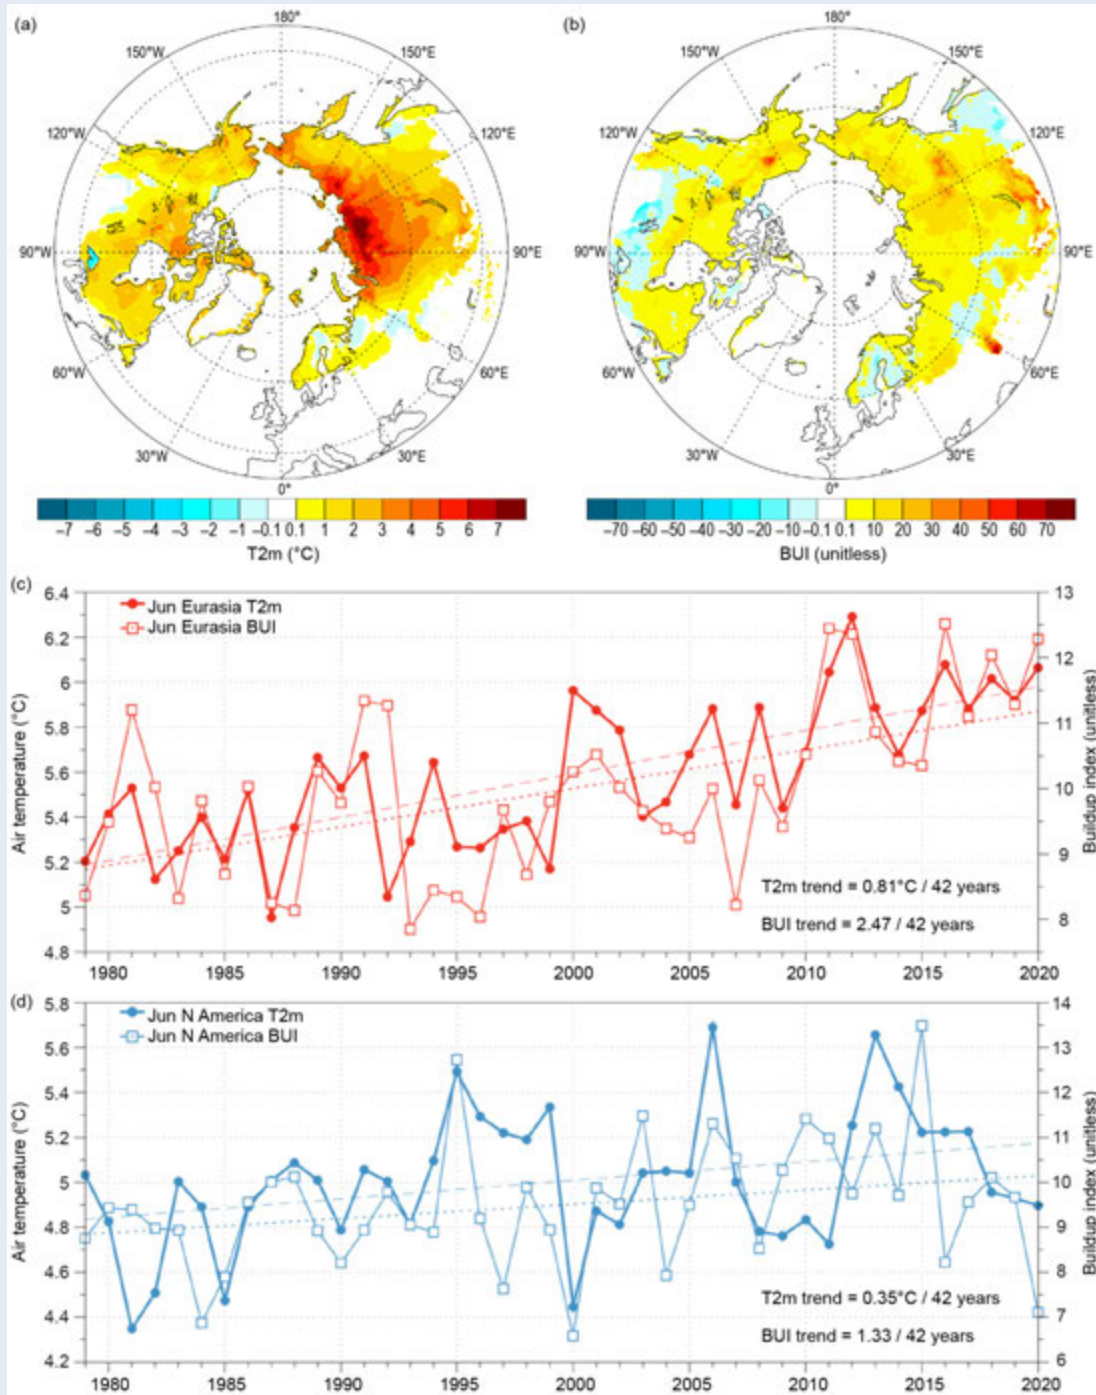 (a)
180°
150°W
150°E
120°W
120°E
90°W
90°E
60°W
60°E
30°W
30°E
0°
−7 −6 −5 −4 −3 −2 −1 −0.1 0.1 1 2 3 4 5 6 7
T2m (°C)
(b)
180°
150°W
150°E
120°W
120°E
90°W
90°E
60°W
60°E
30°W
30°E
0°
−70 −60 −50 −40 −30 −20 −10 −0.1 0.1 10 20 30 40 50 60 70
BUI (unitless)
(c)
Jun Eurasia T2m
Jun Eurasia BUI
Air temperature (°C)
6.4
6.2
6
5.8
5.6
5.4
5.2
5
4.8
Buildup index (unitless)
13
12
11
10
9
8
T2m trend = 0.81°C / 42 years
BUI trend = 2.47 / 42 years
1980 1985 1990 1995 2000 2005 2010 2015 2020
(d)
Jun N America T2m
Jun N America BUI
Air temperature (°C)
5.8
5.6
5.4
5.2
5
4.8
4.6
4.4
4.2
Buildup index (unitless)
14
13
12
11
10
9
8
7
6
T2m trend = 0.35°C / 42 years
BUI trend = 1.33 / 42 years
1980 1985 1990 1995 2000 2005 2010 2015 2020